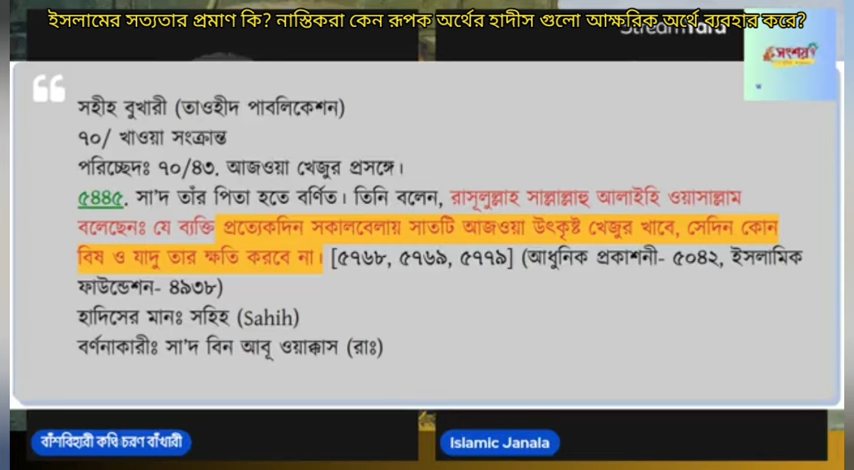 ইসলামের সত্যতার প্রমাণ কি? নাস্তিকরা কেন রূপক অর্থের হাদীস গুলো আক্ষরিক অর্থে ব্যবহার করে?
StreamYard
সংশয়
সহীহ বুখারী (তাওহীদ পাবলিকেশন)
৭০/ খাওয়া সংক্রান্ত
পরিচ্ছেদঃ ৭০/৪৩. আজওয়া খেজুর প্রসঙ্গে।
৫৪৪৫. সা’দ তাঁর পিতা হতে বর্ণিত। তিনি বলেন, রাসূলুল্লাহ সাল্লাল্লাহু আলাইহি ওয়াসাল্লাম
বলেছেনঃ যে ব্যক্তি প্রত্যেকদিন সকালবেলায় সাতটি আজওয়া উৎকৃষ্ট খেজুর খাবে, সেদিন কোন
বিষ ও যাদু তার ক্ষতি করবে না। [৫৭৬৮, ৫৭৬৯, ৫৭৭৯] (আধুনিক প্রকাশনী- ৫০৪২, ইসলামিক
ফাউন্ডেশন- ৪৯৩৮)
হাদিসের মানঃ সহিহ (Sahih)
বর্ণনাকারীঃ সা’দ বিন আবূ ওয়াক্কাস (রাঃ)
বাঁশবিহারী কঞ্চি চরণ বাঁখারী
Islamic Janala